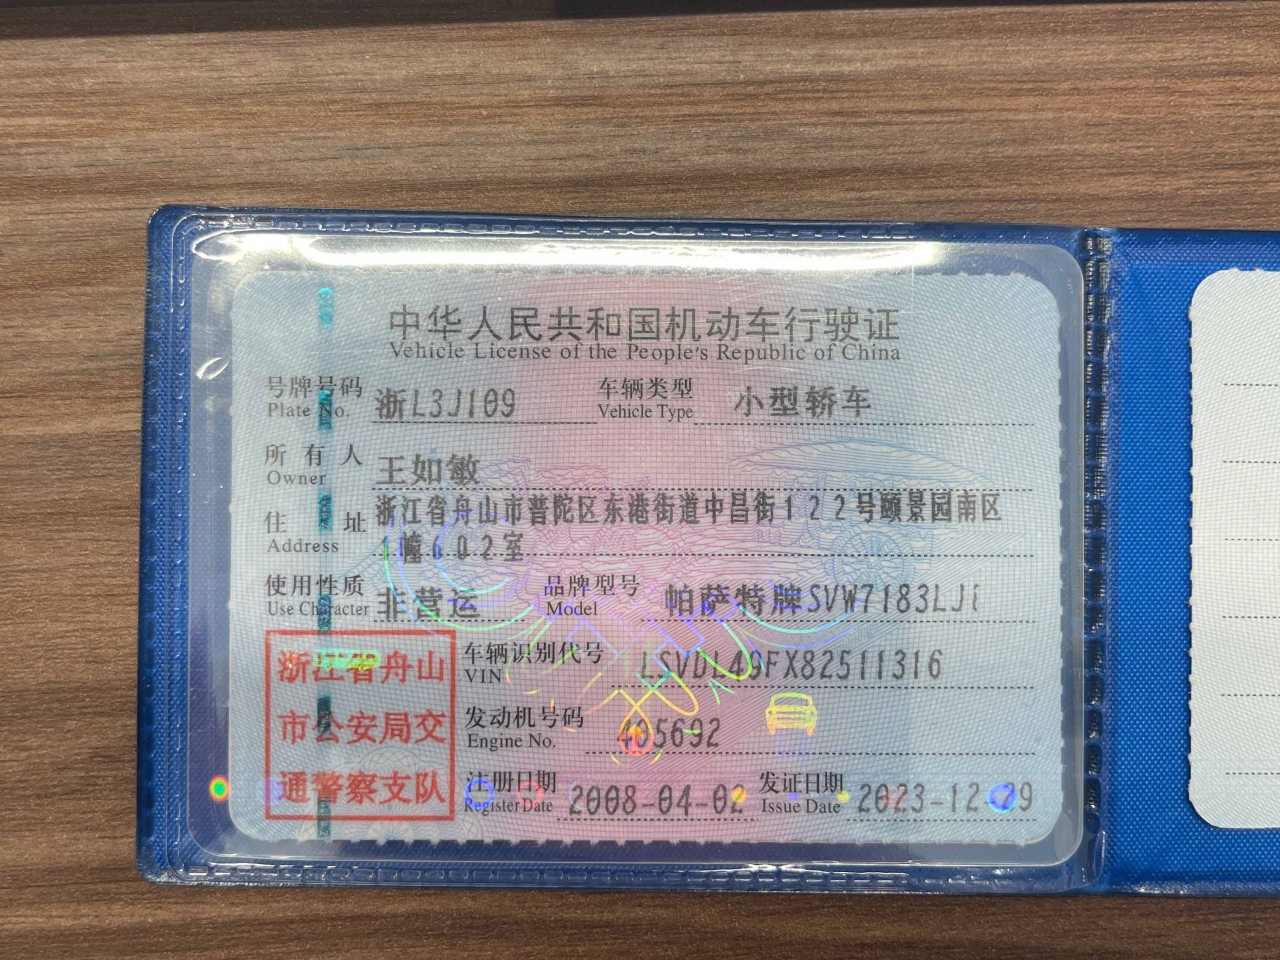 中华人民共和国机动车行驶证
Vehicle License of the People's Republic of China
号牌号码 浙L3J109 车辆类型 小型轿车
Plate No. Vehicle Type
所有人 王如敏
Owner
住址 浙江省舟山市普陀区东港街道中昌街122号颐景园南区
Address 1幢602室
使用性质 非营运 品牌型号 帕萨特牌SVW7183LJi
Use Character Model
浙江省舟山
市公安局交
通警察支队
车辆识别代号
VIN
发动机号码
Engine No.
注册日期 2008-04-02 发证日期
Register Date Issue Date